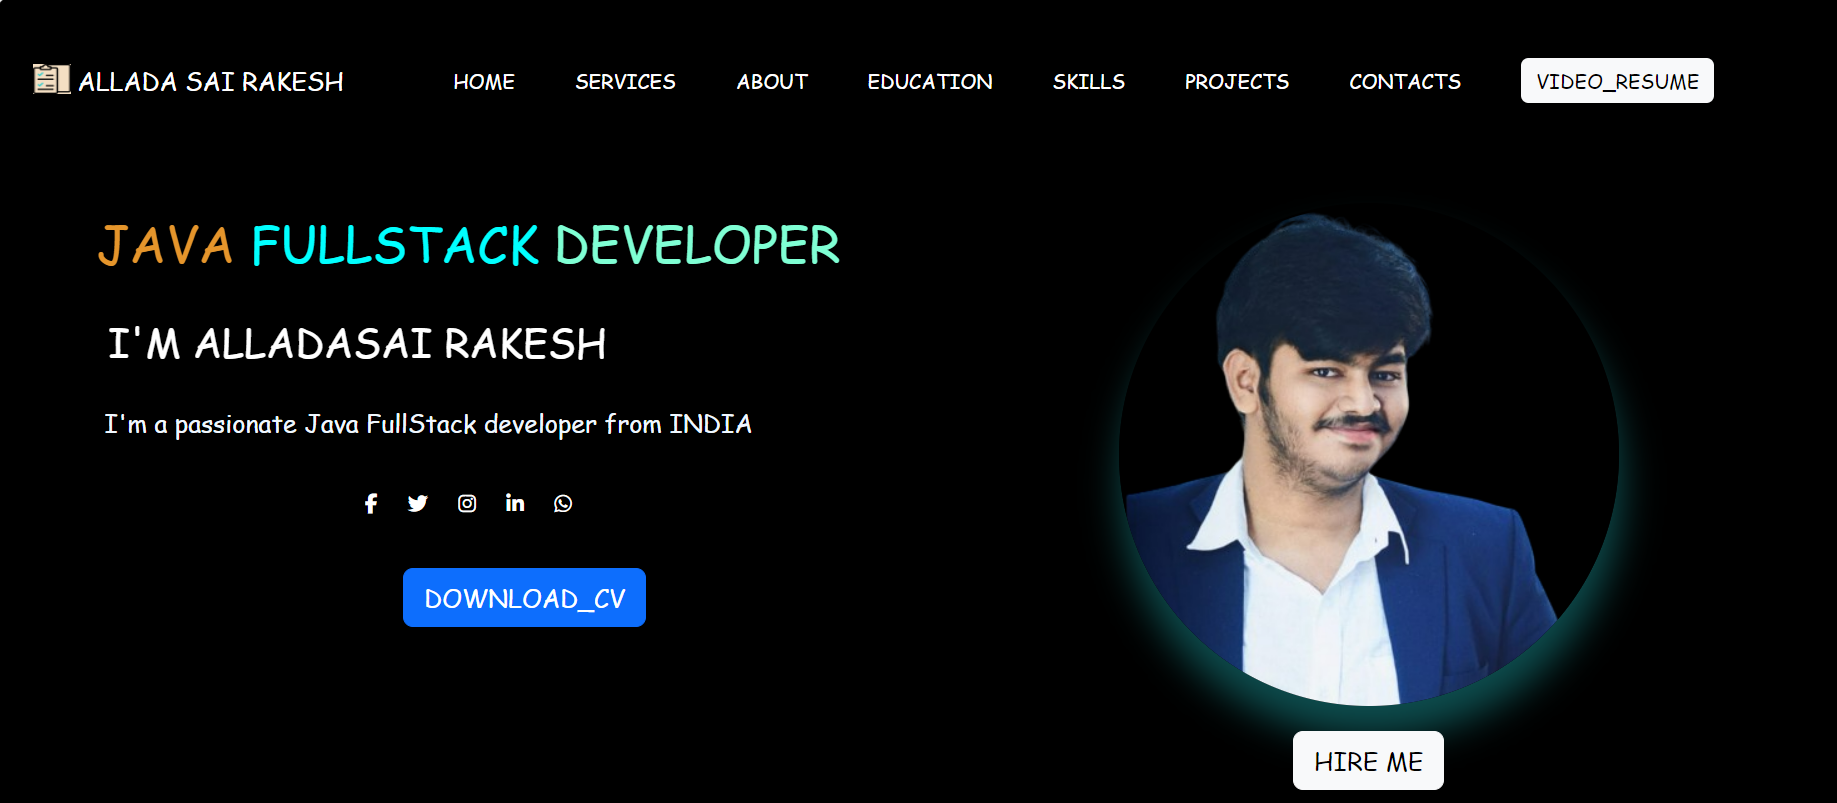 ALLADA SAI RAKESH HOME SERVICES ABOUT EDUCATION SKILLS PROJECTS CONTACTS VIDEO_RESUME
JAVA FULLSTACK DEVELOPER
I'M ALLADASAI RAKESH
I'm a passionate Java FullStack developer from INDIA
DOWNLOAD_CV
HIRE ME